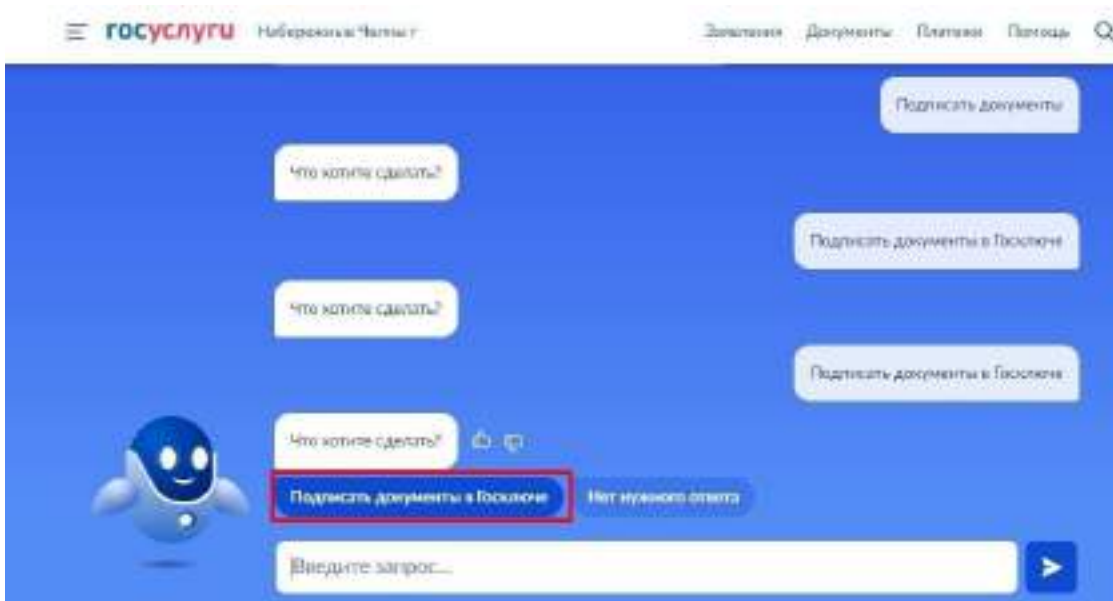 госуслуги Набережные Челны г Заявления Документы Платежи Помощь
Подписать документы
Что хотите сделать?
Подписать документы в Госключе
Что хотите сделать?
Подписать документы в Госключе
Что хотите сделать?
Подписать документы в Госключе Нет нужного ответа
Введите запрос...